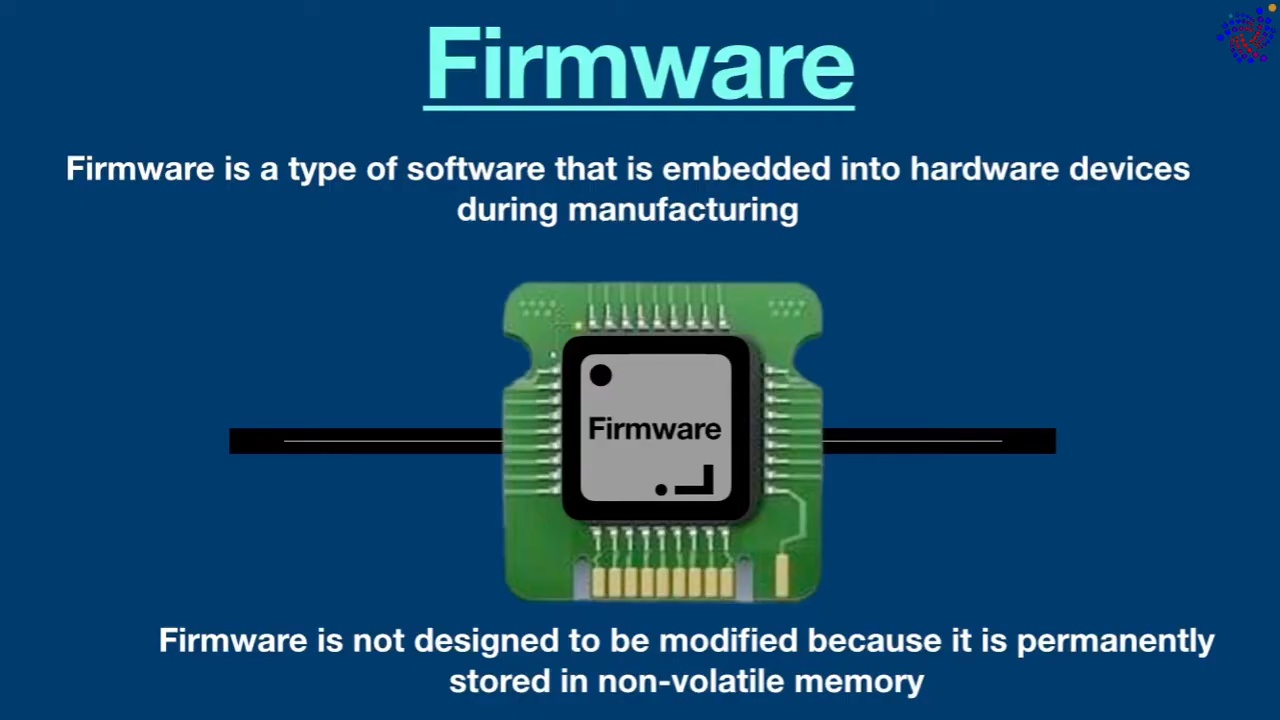 Firmware
Firmware is a type of software that is embedded into hardware devices
during manufacturing
Firmware
Firmware is not designed to be modified because it is permanently
stored in non-volatile memory